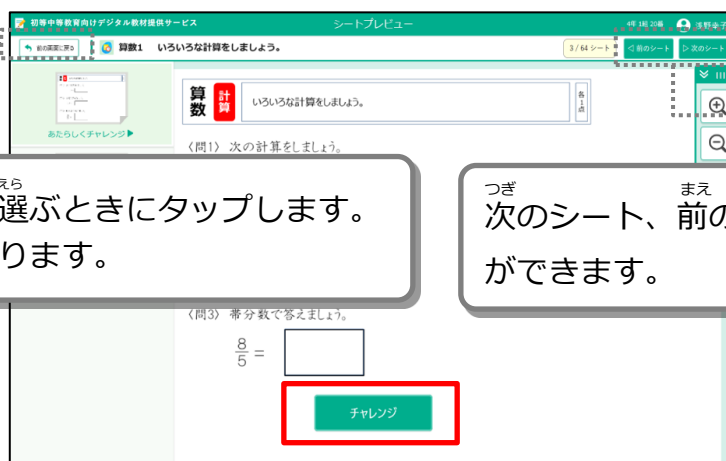 初等中等教育向けデジタル教材提供サービス
シートプレビュー
4年 1組 20番 浅野幸子
前の画面に戻る
算数1 いろいろな計算をしましょう。
3 / 64 シート
前のシート
次のシート
あたらしくチャレンジ
算数
計算
いろいろな計算をしましょう。
各1点
〈問1〉 次の計算をしましょう。
えら
選ぶときにタップします。
ります。
つぎ まえ
次のシート、前の
ができます。
〈問3〉 帯分数で答えましょう。
8/5 =
チャレンジ